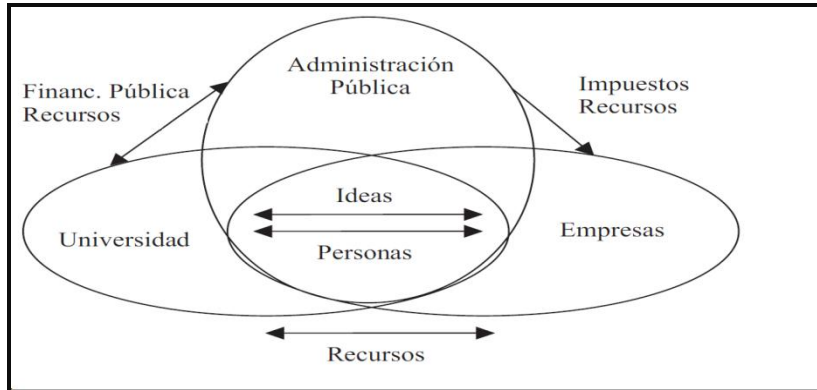 Administración
Pública
Financ. Pública
Recursos
Impuestos
Recursos
Ideas
Universidad
Empresas
Personas
Recursos